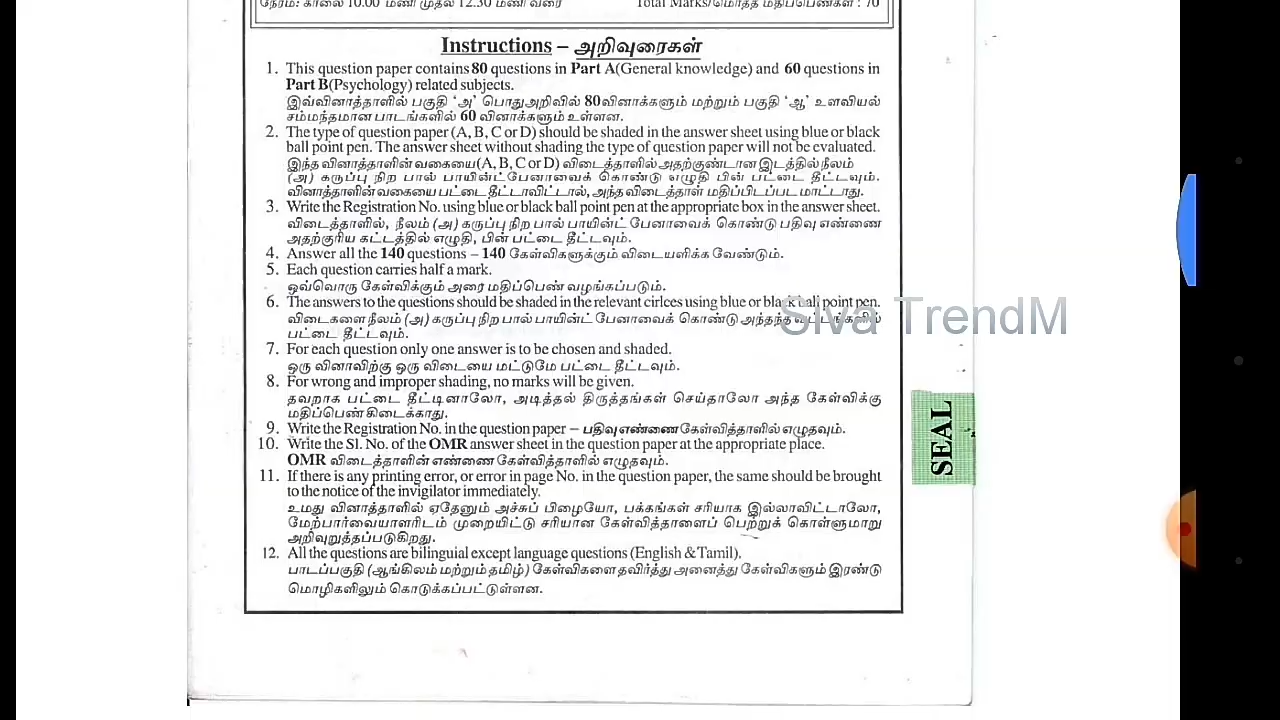 நேரம்: காலை 10.00 மணி முதல் 12.30 மணி வரை Total Marks/மொத்த மதிப்பெண்கள் : 70
Instructions – அறிவுரைகள்
1. This question paper contains 80 questions in Part A(General knowledge) and 60 questions in
Part B(Psychology) related subjects.
இவ்வினாத்தாளில் பகுதி ‘அ’ பொதுஅறிவில் 80வினாக்களும் மற்றும் பகுதி ‘ஆ’ உளவியல்
சம்மந்தமான பாடங்களில் 60 வினாக்களும் உள்ளன.
2. The type of question paper (A, B, C or D) should be shaded in the answer sheet using blue or black
ball point pen. The answer sheet without shading the type of question paper will not be evaluated.
இந்த வினாத்தாளின் வகையை(A, B, C or D) விடைத்தாளில் அதற்குண்டான இடத்தில் நீலம்
(அ) கருப்பு நிற பால் பாயின்ட்பேனாவைக் கொண்டு எழுதி பின் பட்டை தீட்டவும்.
வினாத்தாளின் வகையை பட்டை தீட்டாவிட்டால், அந்த விடைத்தாள் மதிப்பிடப்பட மாட்டாது.
3. Write the Registration No. using blue or black ball point pen at the appropriate box in the answer sheet.
விடைத்தாளில், நீலம் (அ) கருப்பு நிற பால் பாயின்ட் பேனாவைக் கொண்டு பதிவு எண்ணை
அதற்குரிய கட்டத்தில் எழுதி, பின் பட்டை தீட்டவும்.
4. Answer all the 140 questions – 140 கேள்விகளுக்கும் விடையளிக்க வேண்டும்.
5. Each question carries half a mark.
ஒவ்வொரு கேள்விக்கும் அரை மதிப்பெண் வழங்கப்படும்.
6. The answers to the questions should be shaded in the relevant cirlces using blue or black ball point pen.
விடைகளை நீலம் (அ) கருப்பு நிற பால் பாயின்ட் பேனாவைக் கொண்டு அந்தந்த வட்டங்களில்
பட்டை தீட்டவும்.
Siva TrendM
7. For each question only one answer is to be chosen and shaded.
ஒரு வினாவிற்கு ஒரு விடையை மட்டுமே பட்டை தீட்டவும்.
8. For wrong and improper shading, no marks will be given.
தவறாக பட்டை தீட்டினாலோ, அடித்தல் திருத்தங்கள் செய்தாலோ அந்த கேள்விக்கு
மதிப்பெண் கிடைக்காது.
9. Write the Registration No. in the question paper – பதிவு எண்ணை கேள்வித்தாளில் எழுதவும்.
10. Write the Sl. No. of the OMR answer sheet in the question paper at the appropriate place.
OMR விடைத்தாளின் எண்ணை கேள்வித்தாளில் எழுதவும்.
SEAL
11. If there is any printing error, or error in page No. in the question paper, the same should be brought
to the notice of the invigilator immediately.
உமது வினாத்தாளில் ஏதேனும் அச்சுப் பிழையோ, பக்கங்கள் சரியாக இல்லாவிட்டாலோ,
மேற்பார்வையாளரிடம் முறையிட்டு சரியான கேள்வித்தாளைப் பெற்றுக் கொள்ளுமாறு
அறிவுறுத்தப்படுகிறது.
12. All the questions are bilinguial except language questions (English & Tamil).
பாடப்பகுதி (ஆங்கிலம் மற்றும் தமிழ்) கேள்விகளை தவிர்த்து அனைத்து கேள்விகளும் இரண்டு
மொழிகளிலும் கொடுக்கப்பட்டுள்ளன.